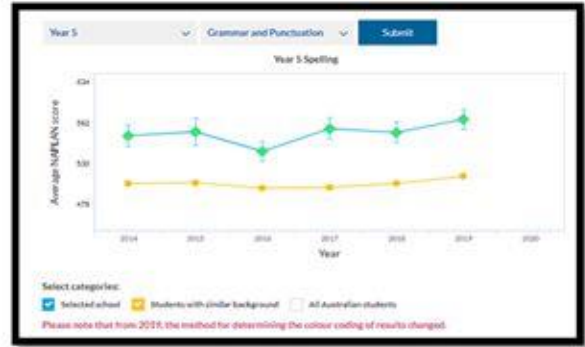 Year 5 Grammar and Punctuation Submit
Year 5 Spelling
Average NAPLAN score
562
2014 2015 2016 2017 2018 2019 2020
Year
Select categories:
Selected school Students with similar background All Australian students
Please note that from 2019, the method for determining the colour coding of results changed.